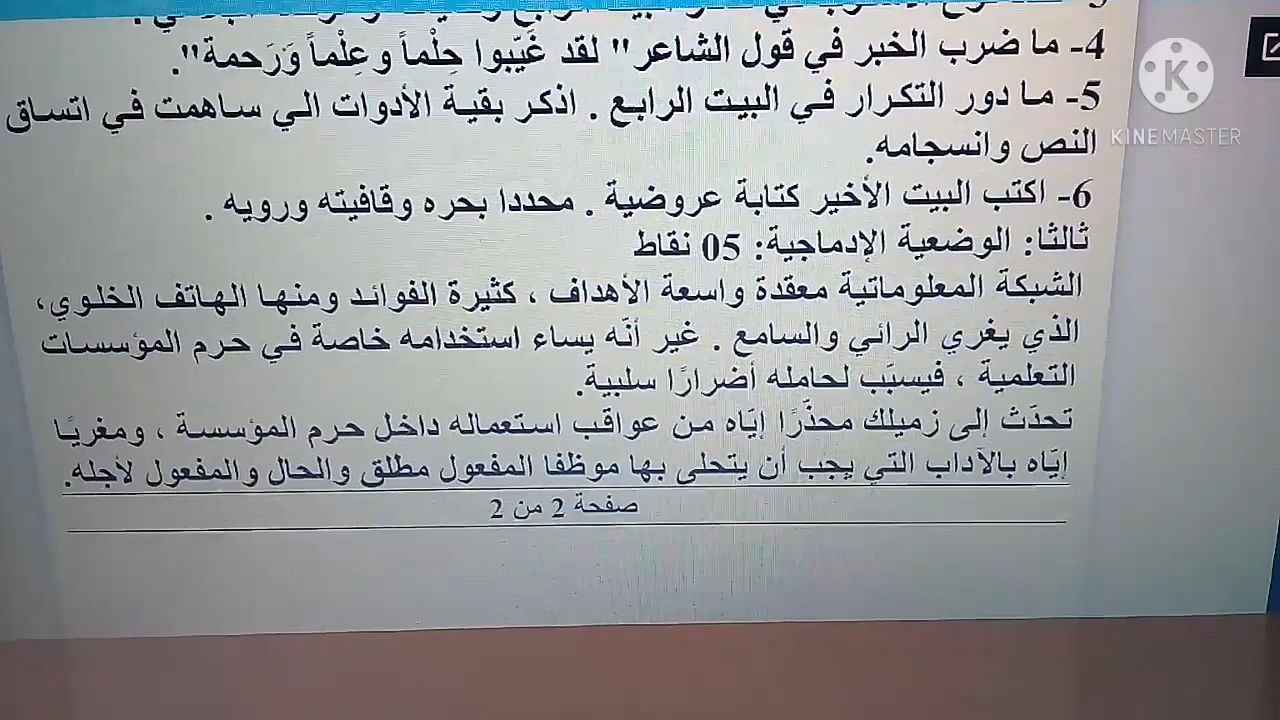 4- ما ضرب الخبر في قول الشاعر " لقد غَيّبوا حِلْماً وعِلْماً وَرَحمة".
5- ما دور التكرار في البيت الرابع . اذكر بقية الأدوات الي ساهمت في اتساق
النص وانسجامه.
6- اكتب البيت الأخير كتابة عروضية . محددا بحره وقافيته ورويه .
ثالثا: الوضعية الإدماجية: 05 نقاط
الشبكة المعلوماتية معقدة واسعة الأهداف ، كثيرة الفوائد ومنها الهاتف الخلوي،
الذي يغري الرائي والسامع . غير أنّه يساء استخدامه خاصة في حرم المؤسسات
التعلمية ، فيسبّب لحامله أضرارًا سلبية.
تحدّث إلى زميلك محذّرًا إيّاه من عواقب استعماله داخل حرم المؤسسة ، ومغريًا
إيّاه بالآداب التي يجب أن يتحلى بها موظفا المفعول مطلق والحال والمفعول لأجله.
صفحة 2 من 2
K
KINEMASTER